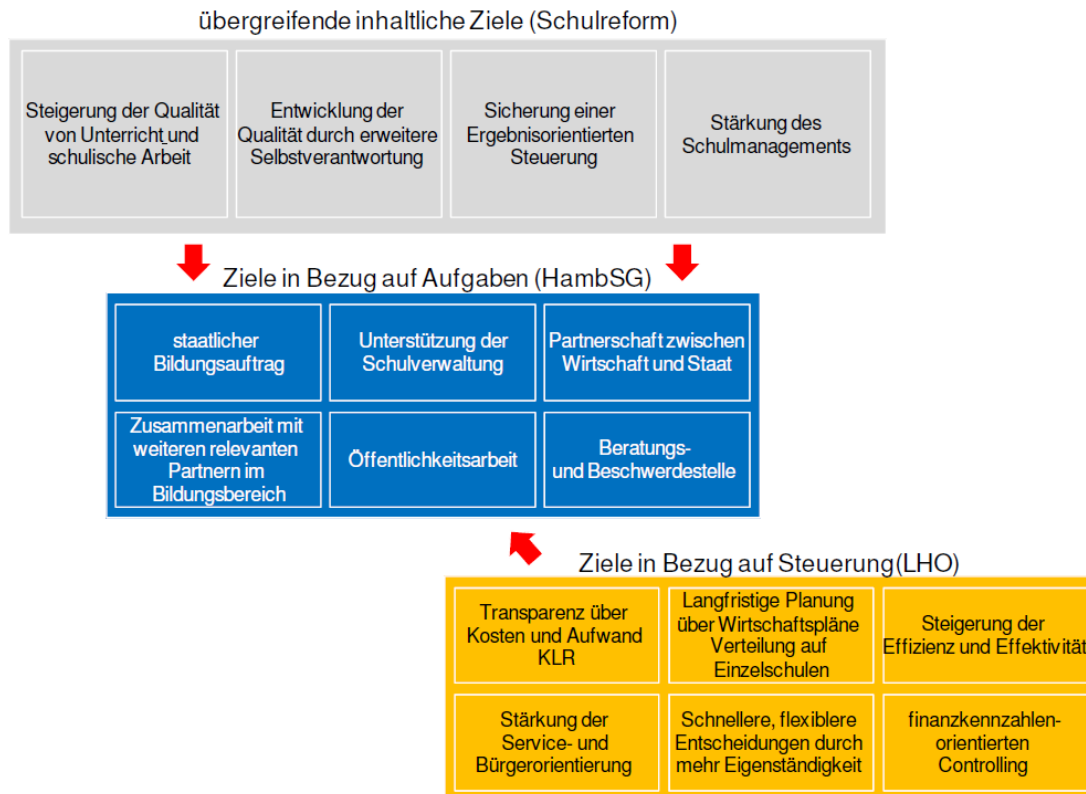 übergreifende inhaltliche Ziele (Schulreform)
Steigerung der Qualität
von Unterricht und
schulische Arbeit
Entwicklung der
Qualität durch erweitere
Selbstverantwortung
Sicherung einer
Ergebnisorientierten
Steuerung
Stärkung des
Schulmanagements
Ziele in Bezug auf Aufgaben (HambSG)
staatlicher
Bildungsauftrag
Unterstützung der
Schulverwaltung
Partnerschaft zwischen
Wirtschaft und Staat
Zusammenarbeit mit
weiteren relevanten
Partnern im
Bildungsbereich
Öffentlichkeitsarbeit
Beratungs-
und Beschwerdestelle
Ziele in Bezug auf Steuerung(LHO)
Transparenz über
Kosten und Aufwand
KLR
Langfristige Planung
über Wirtschaftspläne
Verteilung auf
Einzelschulen
Steigerung der
Effizienz und Effektivität
Stärkung der
Service- und
Bürgerorientierung
Schnellere, flexiblere
Entscheidungen durch
mehr Eigenständigkeit
finanzkennzahlen-
orientierten
Controlling